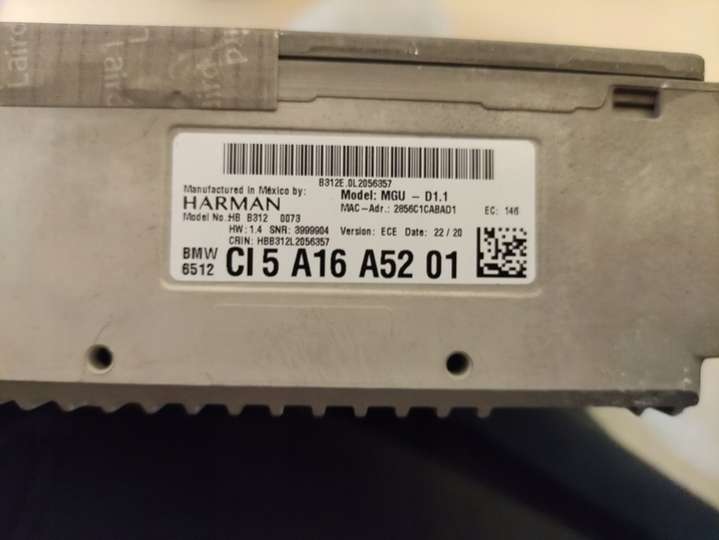 Laird
B312E.0L2056357
Manufactured in México by:
HARMAN
Model: MGU - D1.1
MAC-Adr.: 2856C1CABAD1 EC: 146
Model No.:HB B312 0073
HW: 1.4 SNR: 3999904 Version: ECE Date: 22/20
CRIN: HBB312L2056357
BMW
6512
CI5 A16 A52 01